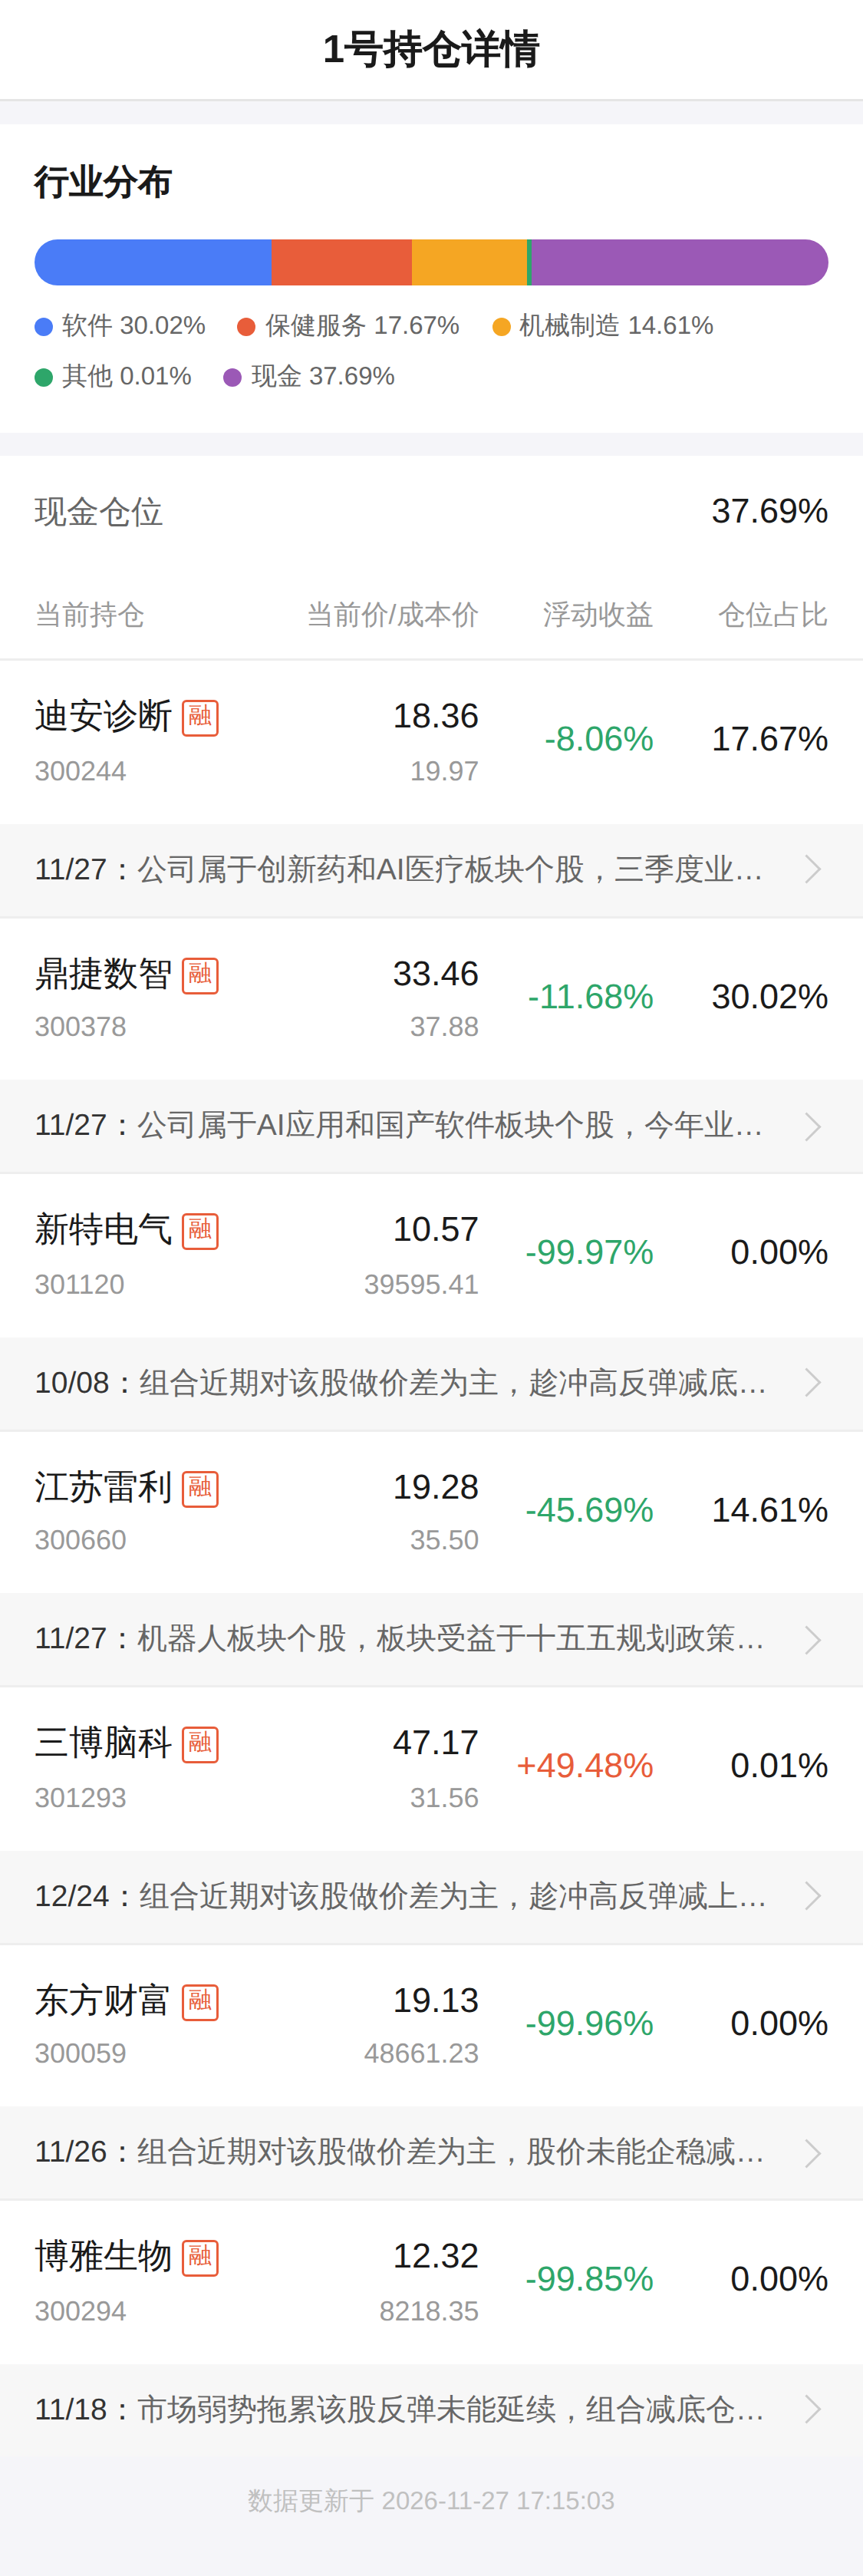 1号持仓详情
行业分布
软件 30.02% 保健服务 17.67% 机械制造 14.61%
其他 0.01% 现金 37.69%
现金仓位 37.69%
当前持仓 当前价/成本价 浮动收益 仓位占比
迪安诊断 融 18.36 -8.06% 17.67%
300244 19.97
11/27：公司属于创新药和AI医疗板块个股，三季度业…
鼎捷数智 融 33.46 -11.68% 30.02%
300378 37.88
11/27：公司属于AI应用和国产软件板块个股，今年业…
新特电气 融 10.57 -99.97% 0.00%
301120 39595.41
10/08：组合近期对该股做价差为主，趁冲高反弹减底…
江苏雷利 融 19.28 -45.69% 14.61%
300660 35.50
11/27：机器人板块个股，板块受益于十五五规划政策…
三博脑科 融 47.17 +49.48% 0.01%
301293 31.56
12/24：组合近期对该股做价差为主，趁冲高反弹减上…
东方财富 融 19.13 -99.96% 0.00%
300059 48661.23
11/26：组合近期对该股做价差为主，股价未能企稳减…
博雅生物 融 12.32 -99.85% 0.00%
300294 8218.35
11/18：市场弱势拖累该股反弹未能延续，组合减底仓…
数据更新于 2026-11-27 17:15:03